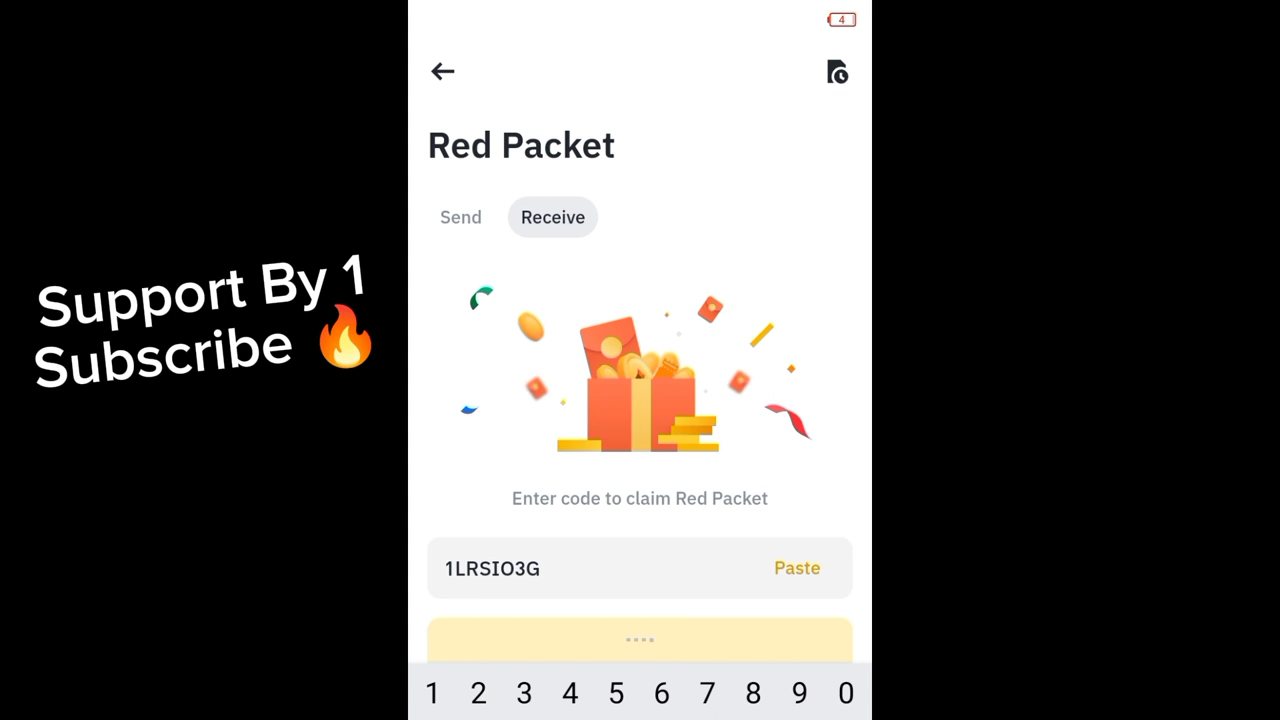 4
Red Packet
Send Receive
Support By 1
Subscribe 🔥
Enter code to claim Red Packet
1LRSIO3G Paste
1 2 3 4 5 6 7 8 9 0